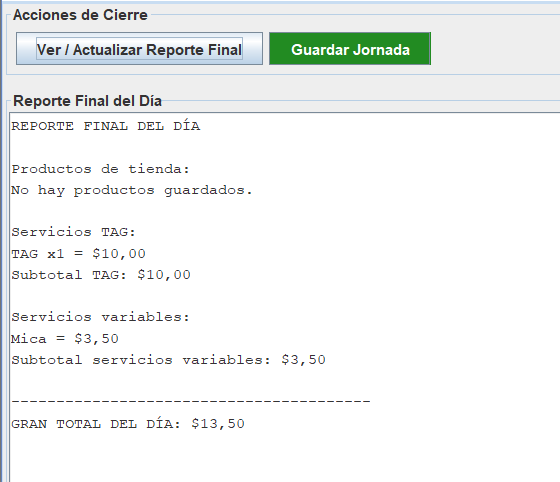 Acciones de Cierre
Ver / Actualizar Reporte Final
Guardar Jornada
Reporte Final del Día
REPORTE FINAL DEL DÍA
Productos de tienda:
No hay productos guardados.
Servicios TAG:
TAG x1 = $10,00
Subtotal TAG: $10,00
Servicios variables:
Mica = $3,50
Subtotal servicios variables: $3,50
----------------------------------------
GRAN TOTAL DEL DÍA: $13,50